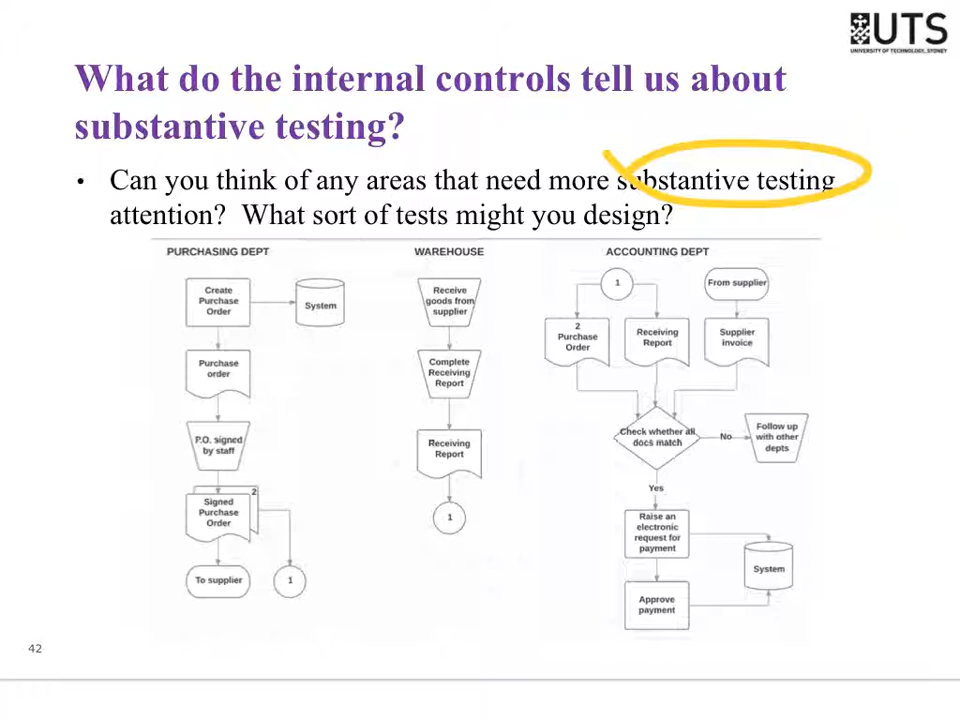 UTS
UNIVERSITY OF TECHNOLOGY, SYDNEY
What do the internal controls tell us about
substantive testing?
• Can you think of any areas that need more substantive testing
attention? What sort of tests might you design?
PURCHASING DEPT
WAREHOUSE
ACCOUNTING DEPT
Create
Purchase
Order
System
Purchase
order
P.O. signed
by staff
2
Signed
Purchase
Order
To supplier
1
Receive
goods from
supplier
Complete
Receiving
Report
Receiving
Report
1
1
From supplier
2
Purchase
Order
Receiving
Report
Supplier
invoice
Check whether all
docs match
No
Follow up
with other
depts
Yes
Raise an
electronic
request for
payment
System
Approve
payment
42